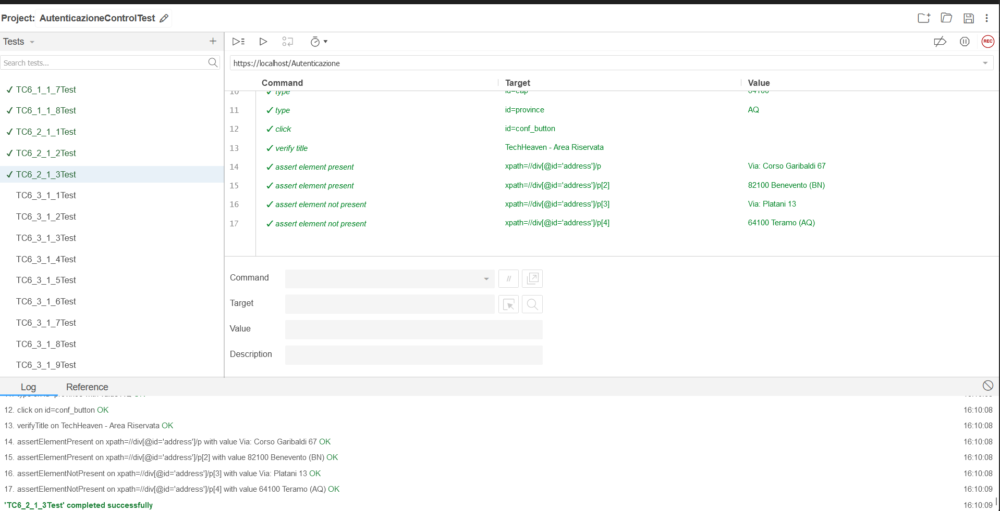 Project: AutenticazioneControlTest
Tests
Search tests...
TC6_1_1_7Test
TC6_1_1_8Test
TC6_2_1_1Test
TC6_2_1_2Test
TC6_2_1_3Test
TC6_3_1_1Test
TC6_3_1_2Test
TC6_3_1_3Test
TC6_3_1_4Test
TC6_3_1_5Test
TC6_3_1_6Test
TC6_3_1_7Test
TC6_3_1_8Test
TC6_3_1_9Test
REC
https://localhost/Autenticazione
Command Target Value
10 type id=cap 64100
11 type id=province AQ
12 click id=conf_button
13 verify title TechHeaven - Area Riservata
14 assert element present xpath=//div[@id='address']/p Via: Corso Garibaldi 67
15 assert element present xpath=//div[@id='address']/p[2] 82100 Benevento (BN)
16 assert element not present xpath=//div[@id='address']/p[3] Via: Platani 13
17 assert element not present xpath=//div[@id='address']/p[4] 64100 Teramo (AQ)
Command //
Target
Value
Description
Log Reference
12. click on id=conf_button OK 16:10:08
13. verifyTitle on TechHeaven - Area Riservata OK 16:10:08
14. assertElementPresent on xpath=//div[@id='address']/p with value Via: Corso Garibaldi 67 OK 16:10:08
15. assertElementPresent on xpath=//div[@id='address']/p[2] with value 82100 Benevento (BN) OK 16:10:08
16. assertElementNotPresent on xpath=//div[@id='address']/p[3] with value Via: Platani 13 OK 16:10:08
17. assertElementNotPresent on xpath=//div[@id='address']/p[4] with value 64100 Teramo (AQ) OK 16:10:09
'TC6_2_1_3Test' completed successfully 16:10:09